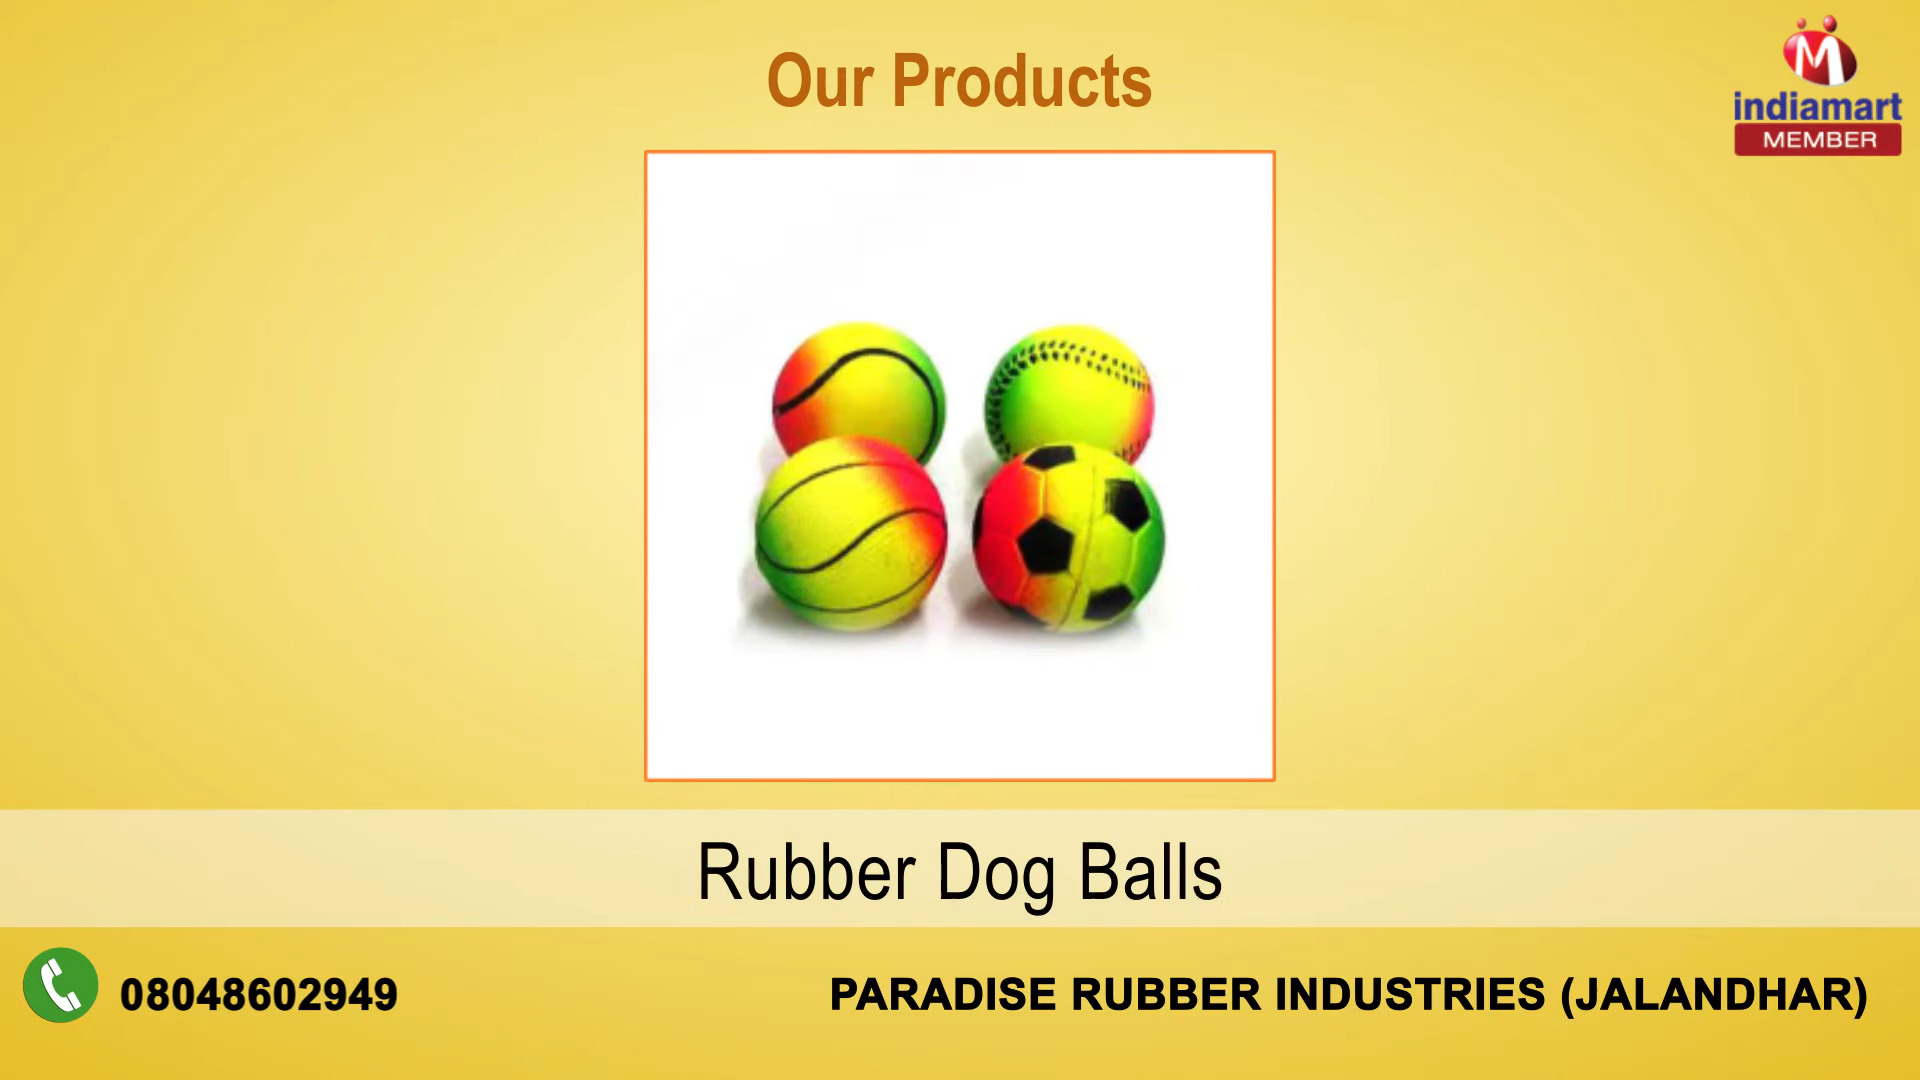 Our Products
indiamart
MEMBER
Rubber Dog Balls
08048602949
PARADISE RUBBER INDUSTRIES (JALANDHAR)